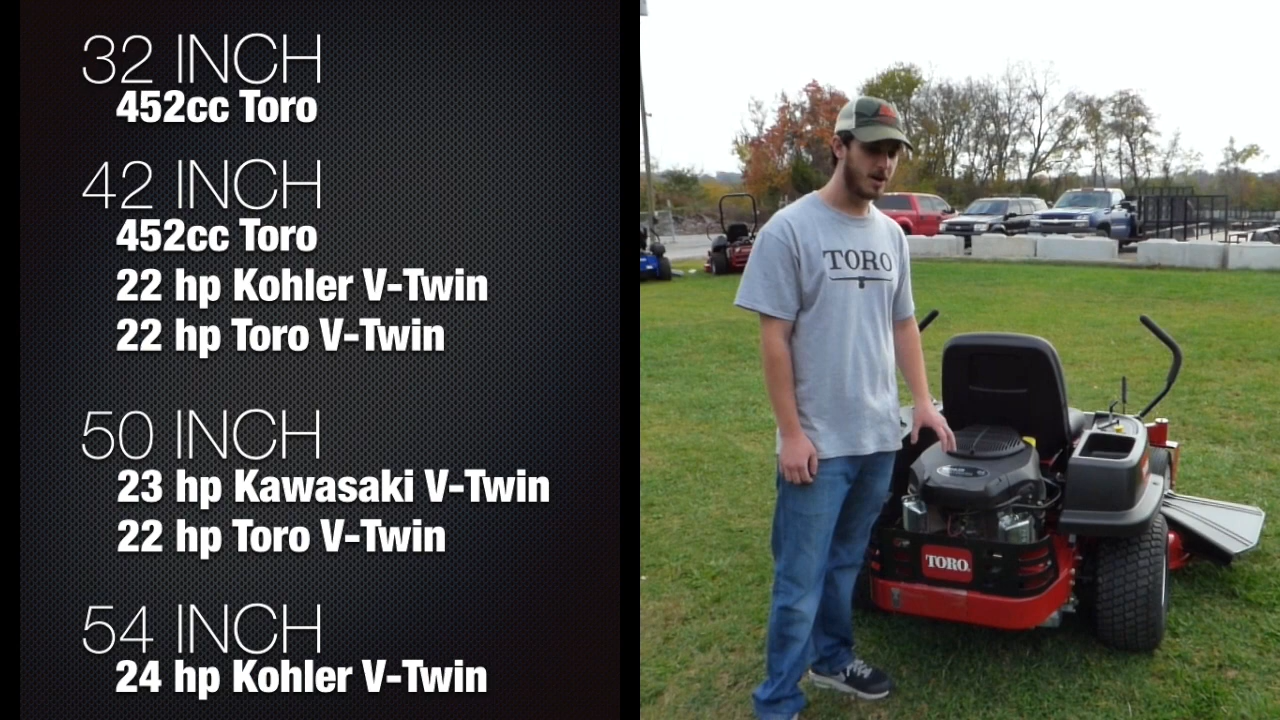 32 INCH
452cc Toro
42 INCH
452cc Toro
22 hp Kohler V-Twin
22 hp Toro V-Twin
50 INCH
23 hp Kawasaki V-Twin
22 hp Toro V-Twin
54 INCH
24 hp Kohler V-Twin
TORO
TORO.